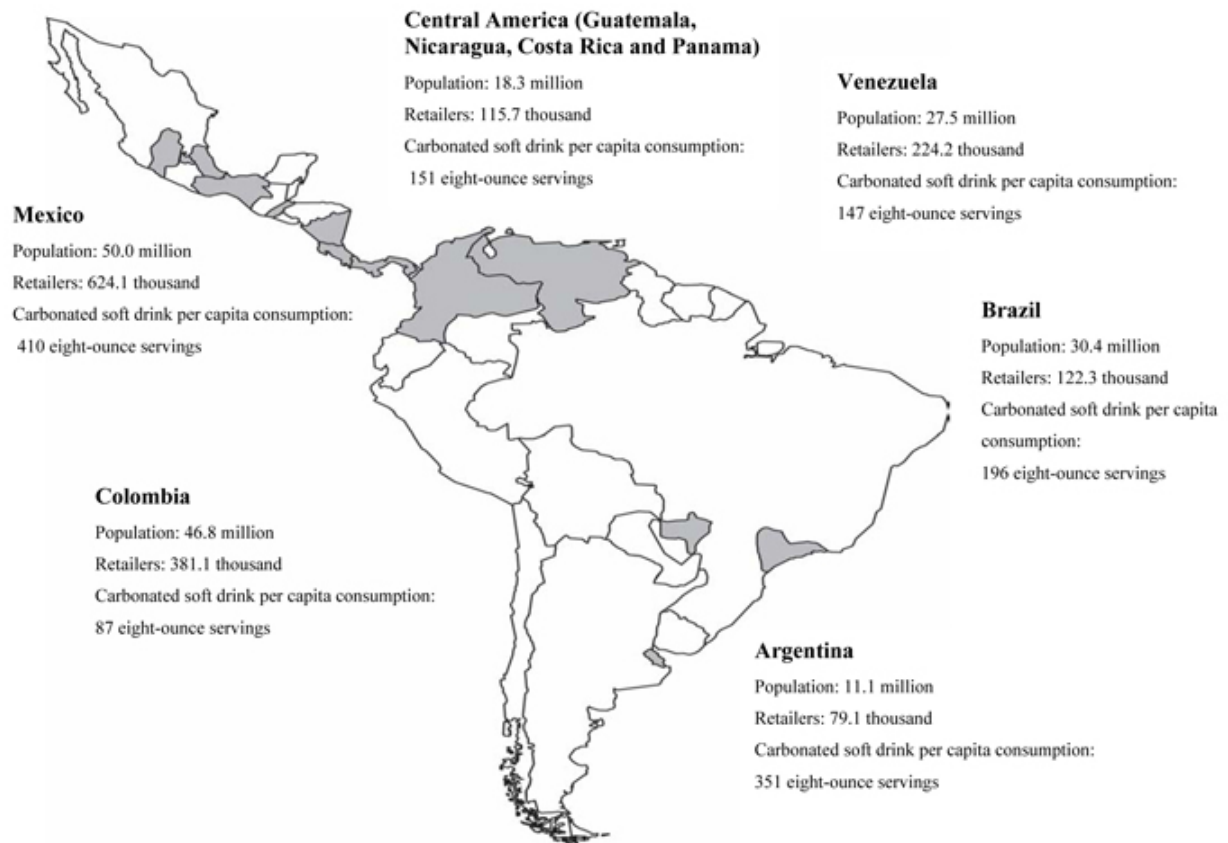 Central America (Guatemala,
Nicaragua, Costa Rica and Panama)
Population: 18.3 million
Retailers: 115.7 thousand
Carbonated soft drink per capita consumption:
151 eight-ounce servings
Venezuela
Population: 27.5 million
Retailers: 224.2 thousand
Carbonated soft drink per capita consumption:
147 eight-ounce servings
Mexico
Population: 50.0 million
Retailers: 624.1 thousand
Carbonated soft drink per capita consumption:
410 eight-ounce servings
Brazil
Population: 30.4 million
Retailers: 122.3 thousand
Carbonated soft drink per capita
consumption:
196 eight-ounce servings
Colombia
Population: 46.8 million
Retailers: 381.1 thousand
Carbonated soft drink per capita consumption:
87 eight-ounce servings
Argentina
Population: 11.1 million
Retailers: 79.1 thousand
Carbonated soft drink per capita consumption:
351 eight-ounce servings